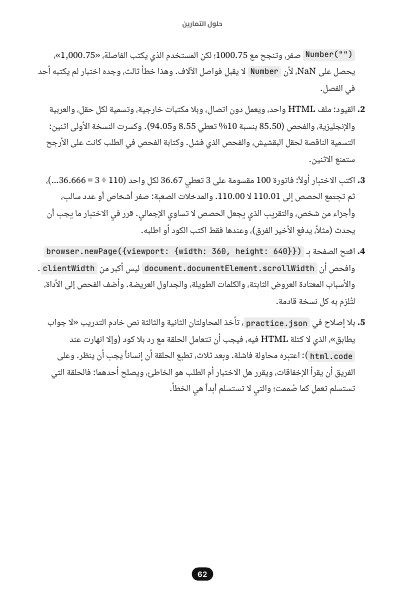 حلول التمارين
Number("") صفر، وتنجح مع 1000.75؛ لكن المستخدم الذي يكتب الفاصلة، «1,000.75»،
يحصل على NaN، لأن Number لا يقبل فواصل الآلاف. وهذا خطأ ثالث، وجده اختبار لم يكتبه أحد
في الفصل.
2. القيود: ملف HTML واحد، ويعمل دون اتصال، وبلا مكتبات خارجية، وتسمية لكل حقل، والعربية
والإنجليزية، والفحص (85.50 بنسبة 10% تعطي 8.55 و94.05). وكسرت النسخة الأولى اثنين:
التسمية الناقصة لحقل البقشيش، والفحص الذي فشل. وكتابة الفحص في الطلب كانت على الأرجح
ستمنع الاثنين.
3. اكتب الاختبار أولاً: فاتورة 100 مقسومة على 3 تعطي 36.67 لكل واحد (110 ÷ 3 = 36.666…)،
ثم تجتمع الحصص إلى 110.01 لا 110.00. والمدخلات الصعبة: صفر أشخاص أو عدد سالب،
وأجزاء من شخص، والتقريب الذي يجعل الحصص لا تساوي الإجمالي. قرر في الاختبار ما يجب أن
يحدث (مثلاً، يدفع الأخير الفرق)، وعندها فقط اكتب الكود أو اطلبه.
4. افتح الصفحة بـ browser.newPage({viewport: {width: 360, height: 640}})
وافحص أن document.documentElement.scrollWidth ليس أكبر من clientWidth.
والأسباب المعتادة العروض الثابتة، والكلمات الطويلة، والجداول العريضة. وأضف الفحص إلى الأداة،
لتُلزم به كل نسخة قادمة.
5. بلا إصلاح في practice.json، تأخذ المحاولتان الثانية والثالثة نص خادم التدريب «لا جواب
يطابق»، الذي لا كتلة HTML فيه، فيجب أن تتعامل الحلقة مع رد بلا كود (وإلا انهارت عند
html.code): اعتبره محاولة فاشلة. وبعد ثلاث، تطبع الحلقة أن إنساناً يجب أن ينظر. وعلى
الفريق أن يقرأ الإخفاقات، ويقرر هل الاختبار أم الطلب هو الخاطئ، ويصلح أحدهما: فالحلقة التي
تستسلم تعمل كما صُممت؛ والتي لا تستسلم أبداً هي الخطأ.
62